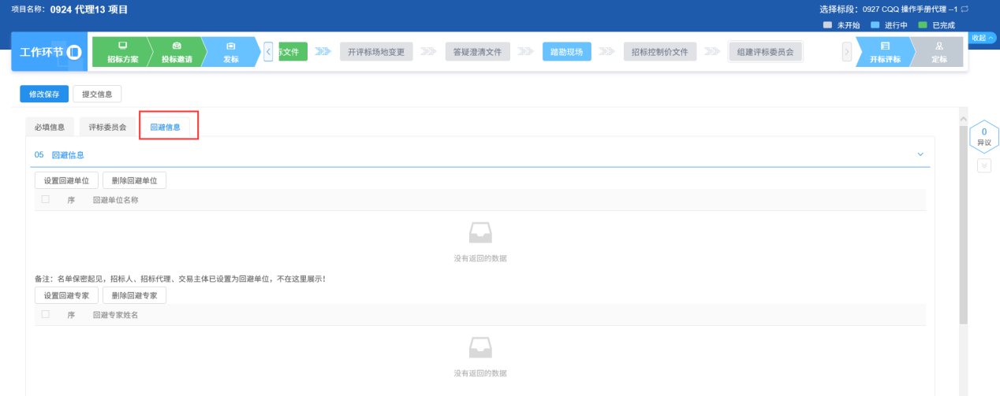 项目名称: 0924 代理13 项目
选择标段: 0927 CQQ 操作手册代理 --1
未开始 进行中 已完成
收起
工作环节
招标方案 投标邀请 发标 标文件 开评标场地变更 答疑澄清文件 踏勘现场 招标控制价文件 组建评标委员会 开标评标 定标
修改保存 提交信息
必填信息 评标委员会 回避信息
0
异议
05 回避信息
设置回避单位 删除回避单位
序 回避单位名称
没有返回的数据
备注: 名单保密起见，招标人、招标代理、交易主体已设置为回避单位，不在这里展示!
设置回避专家 删除回避专家
序 回避专家姓名
没有返回的数据